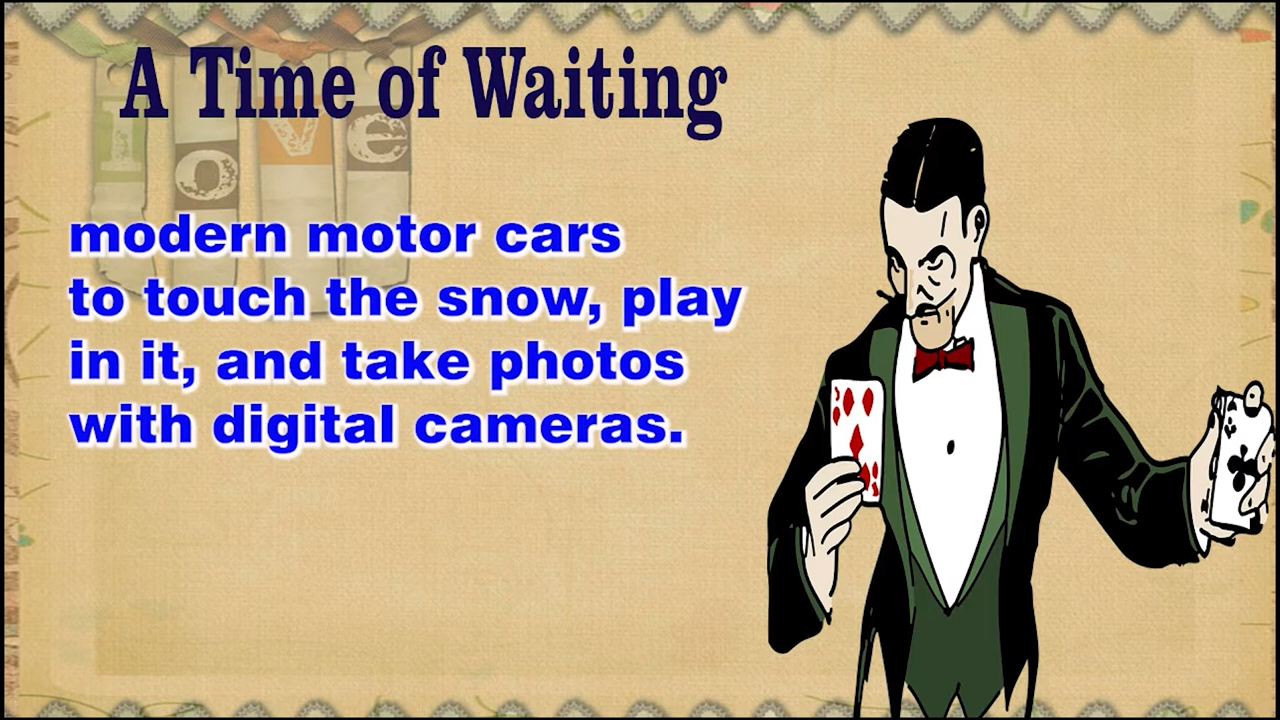 A Time of Waiting
love
modern motor cars
to touch the snow, play
in it, and take photos
with digital cameras.